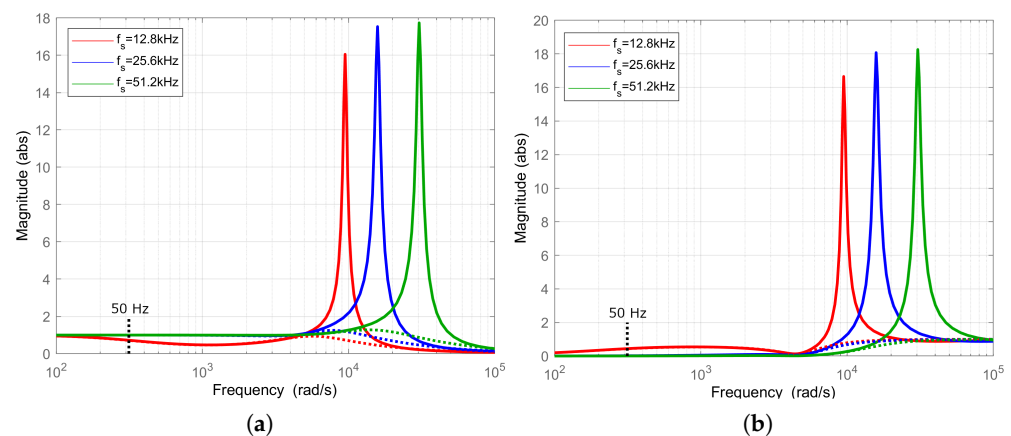 18
16
14
12
10
8
6
4
2
0
Magnitude (abs)
f_s=12.8kHz
f_s=25.6kHz
f_s=51.2kHz
50 Hz
10^2
10^3
10^4
10^5
Frequency (rad/s)
(a)
20
18
16
14
12
10
8
6
4
2
0
Magnitude (abs)
f_s=12.8kHz
f_s=25.6kHz
f_s=51.2kHz
50 Hz
10^2
10^3
10^4
10^5
Frequency (rad/s)
(b)